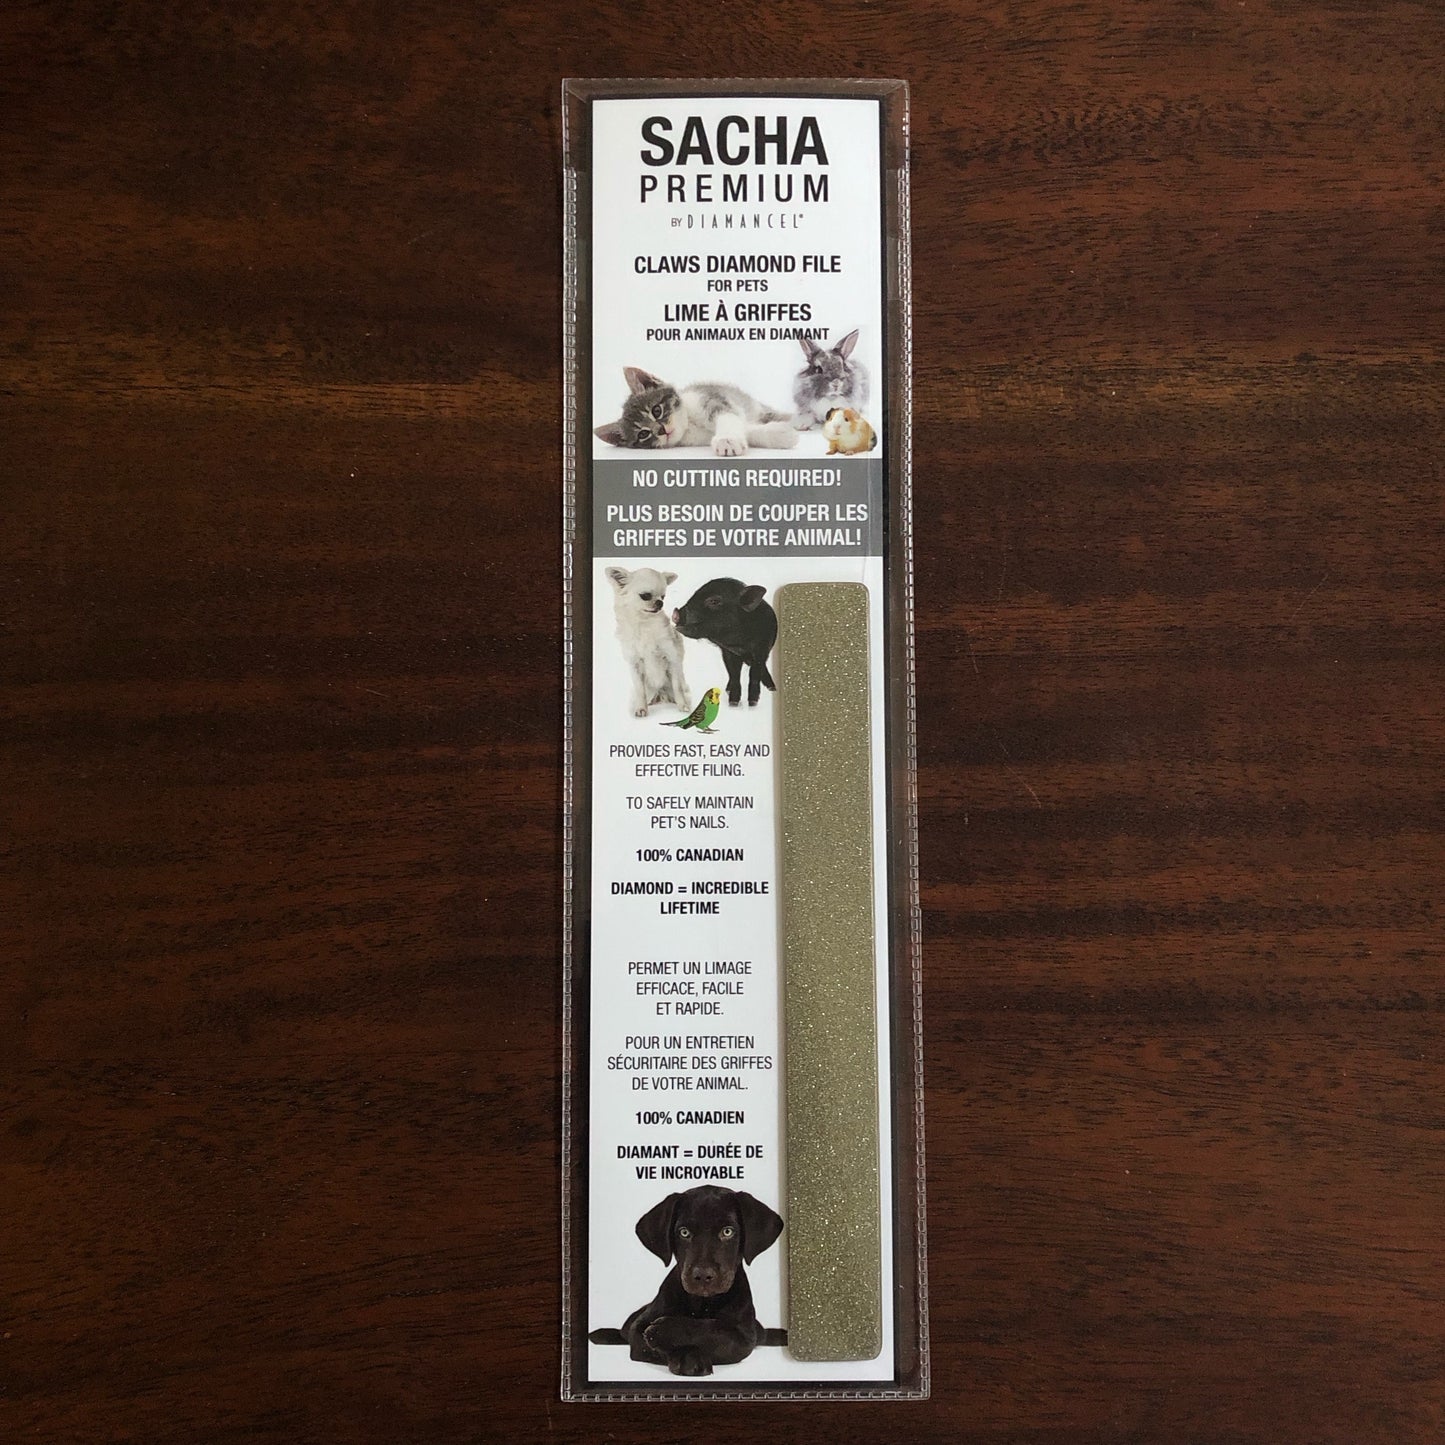 SACHA
PREMIUM
BY DIAMANCEL®
CLAWS DIAMOND FILE
FOR PETS
LIME À GRIFFES
POUR ANIMAUX EN DIAMANT
NO CUTTING REQUIRED!
PLUS BESOIN DE COUPER LES
GRIFFES DE VOTRE ANIMAL!
PROVIDES FAST, EASY AND
EFFECTIVE FILING.
TO SAFELY MAINTAIN
PET'S NAILS.
100% CANADIAN
DIAMOND = INCREDIBLE
LIFETIME
PERMET UN LIMAGE
EFFICACE, FACILE
ET RAPIDE.
POUR UN ENTRETIEN
SÉCURITAIRE DES GRIFFES
DE VOTRE ANIMAL.
100% CANADIEN
DIAMANT = DURÉE DE
VIE INCROYABLE